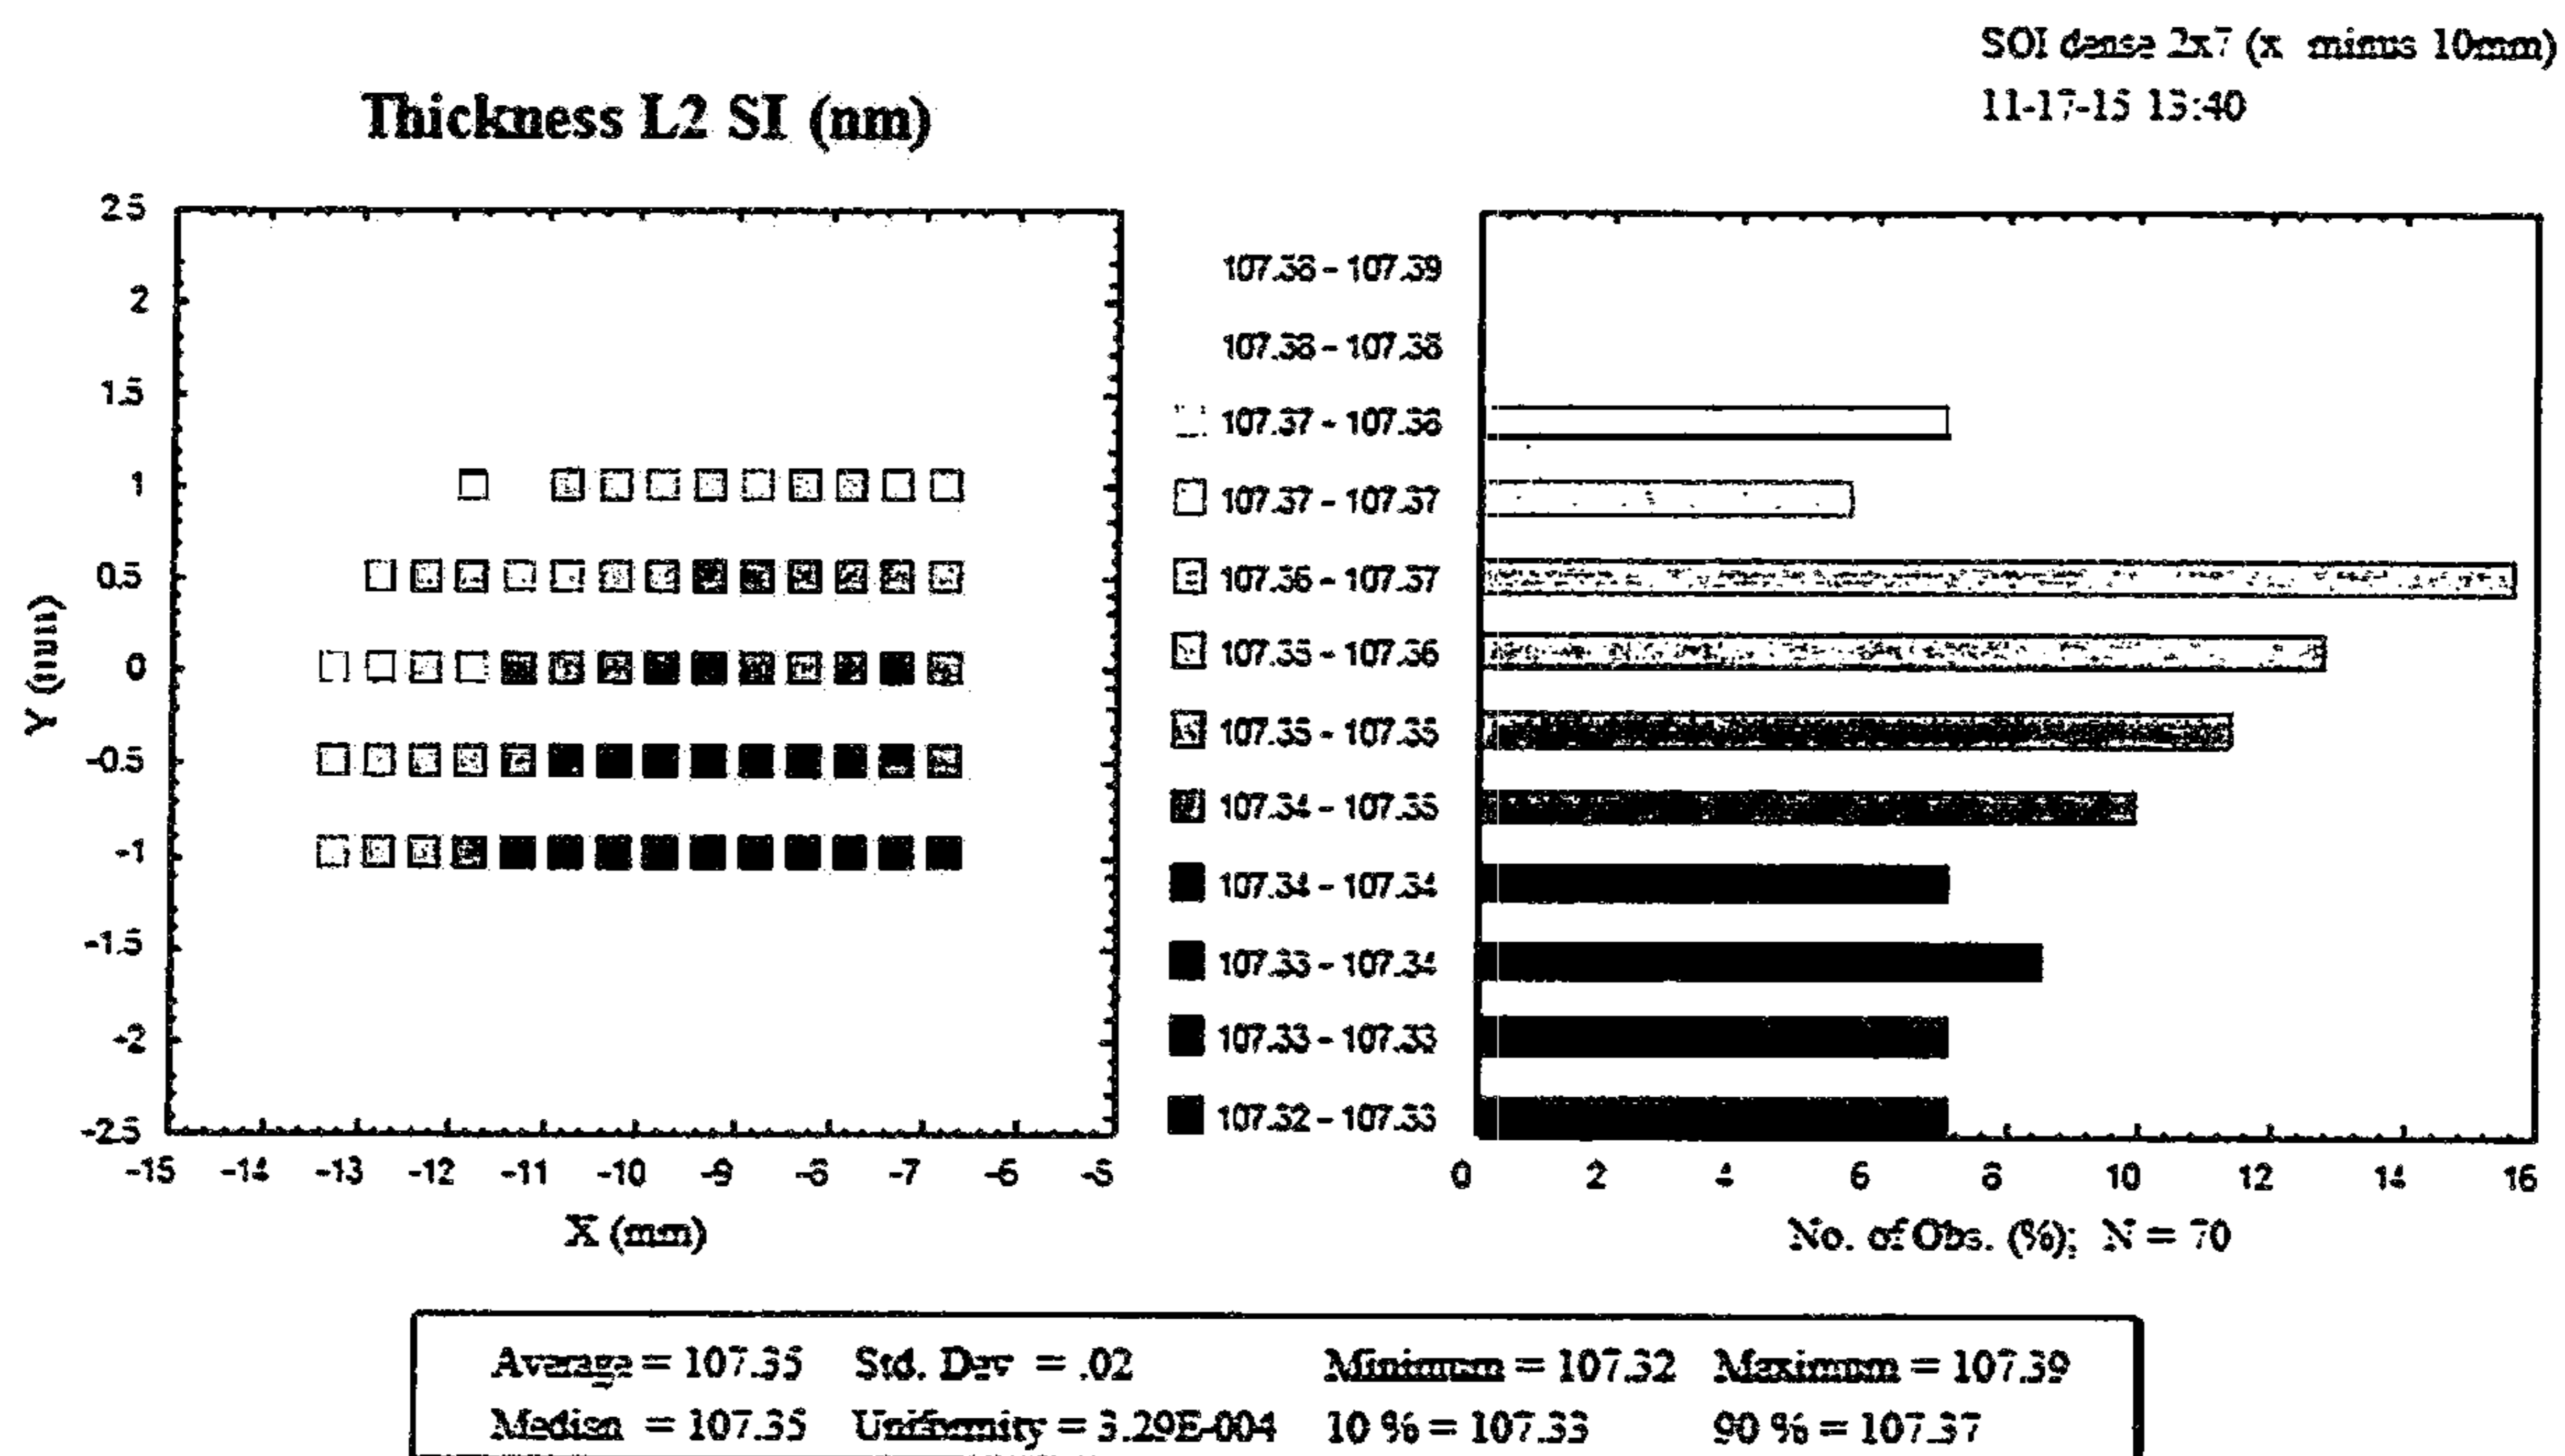 SOI dense 2x7 (x minus 10mm)
11-17-15 13:40
Thickness L2 SI (nm)
2.5
2
1.5
1
0.5
0
-0.5
-1
-1.5
-2
-2.5
Y (mm)
-15 -14 -13 -12 -11 -10 -9 -8 -7 -6 -5
X (mm)
107.38 - 107.39
107.38 - 107.38
107.37 - 107.38
107.37 - 107.37
107.36 - 107.37
107.35 - 107.36
107.35 - 107.35
107.34 - 107.35
107.34 - 107.34
107.33 - 107.34
107.33 - 107.33
107.32 - 107.33
0 2 4 6 8 10 12 14 16
No. of Obs. (%); N = 70
Average = 107.35 Std. Dev = .02 Minimum = 107.32 Maximum = 107.39
Median = 107.35 Uniformity = 3.29E-004 10 % = 107.33 90 % = 107.37